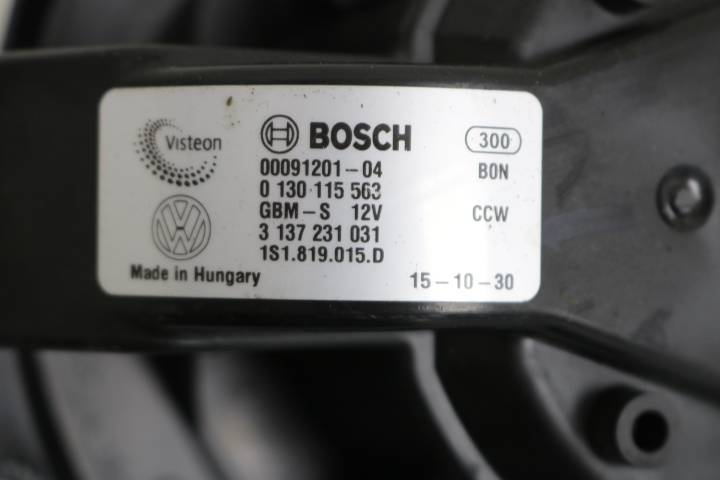 Visteon
BOSCH
300
00091201-04
BON
0 130 115 563
GBM-S 12V
CCW
3 137 231 031
1S1.819.015.D
Made in Hungary
15-10-30